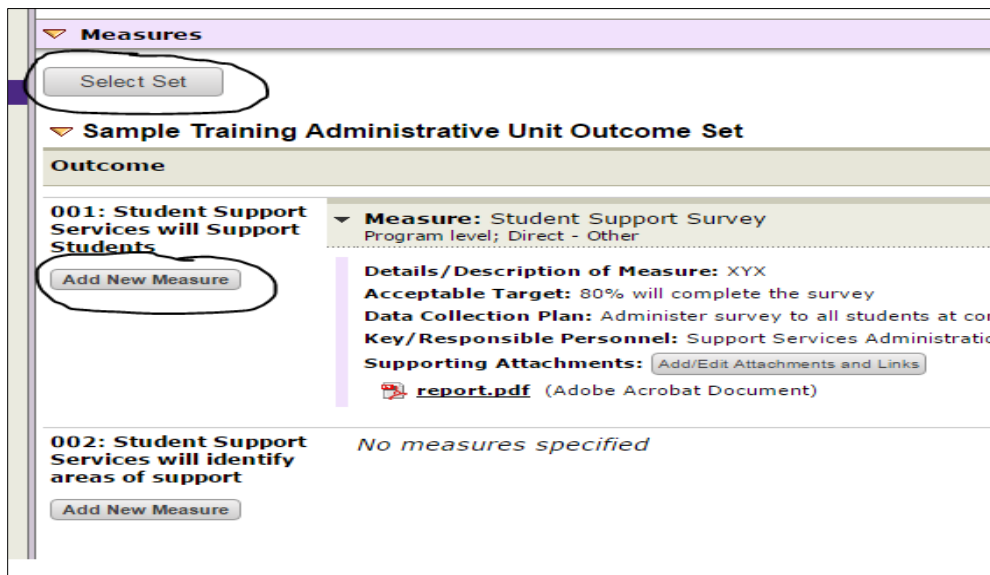 Measures
Select Set
Sample Training Administrative Unit Outcome Set
Outcome
001: Student Support
Services will Support
Students
Add New Measure
Measure: Student Support Survey
Program level; Direct - Other
Details/Description of Measure: XYX
Acceptable Target: 80% will complete the survey
Data Collection Plan: Administer survey to all students at
Key/Responsible Personnel: Support Services
Supporting Attachments: Add/Edit Attachments and Links
report.pdf (Adobe Acrobat Document)
002: Student Support
Services will identify
areas of support
Add New Measure
No measures specified